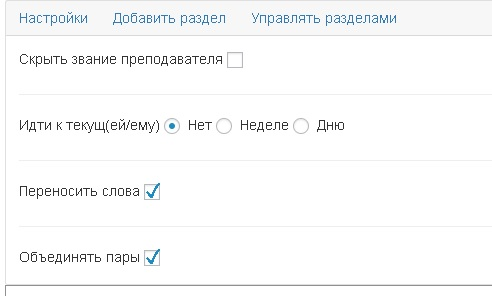 Настройки Добавить раздел Управлять разделами
Скрыть звание преподавателя
Идти к текущ(ей/ему) Нет Неделе Дню
Переносить слова
Объединять пары